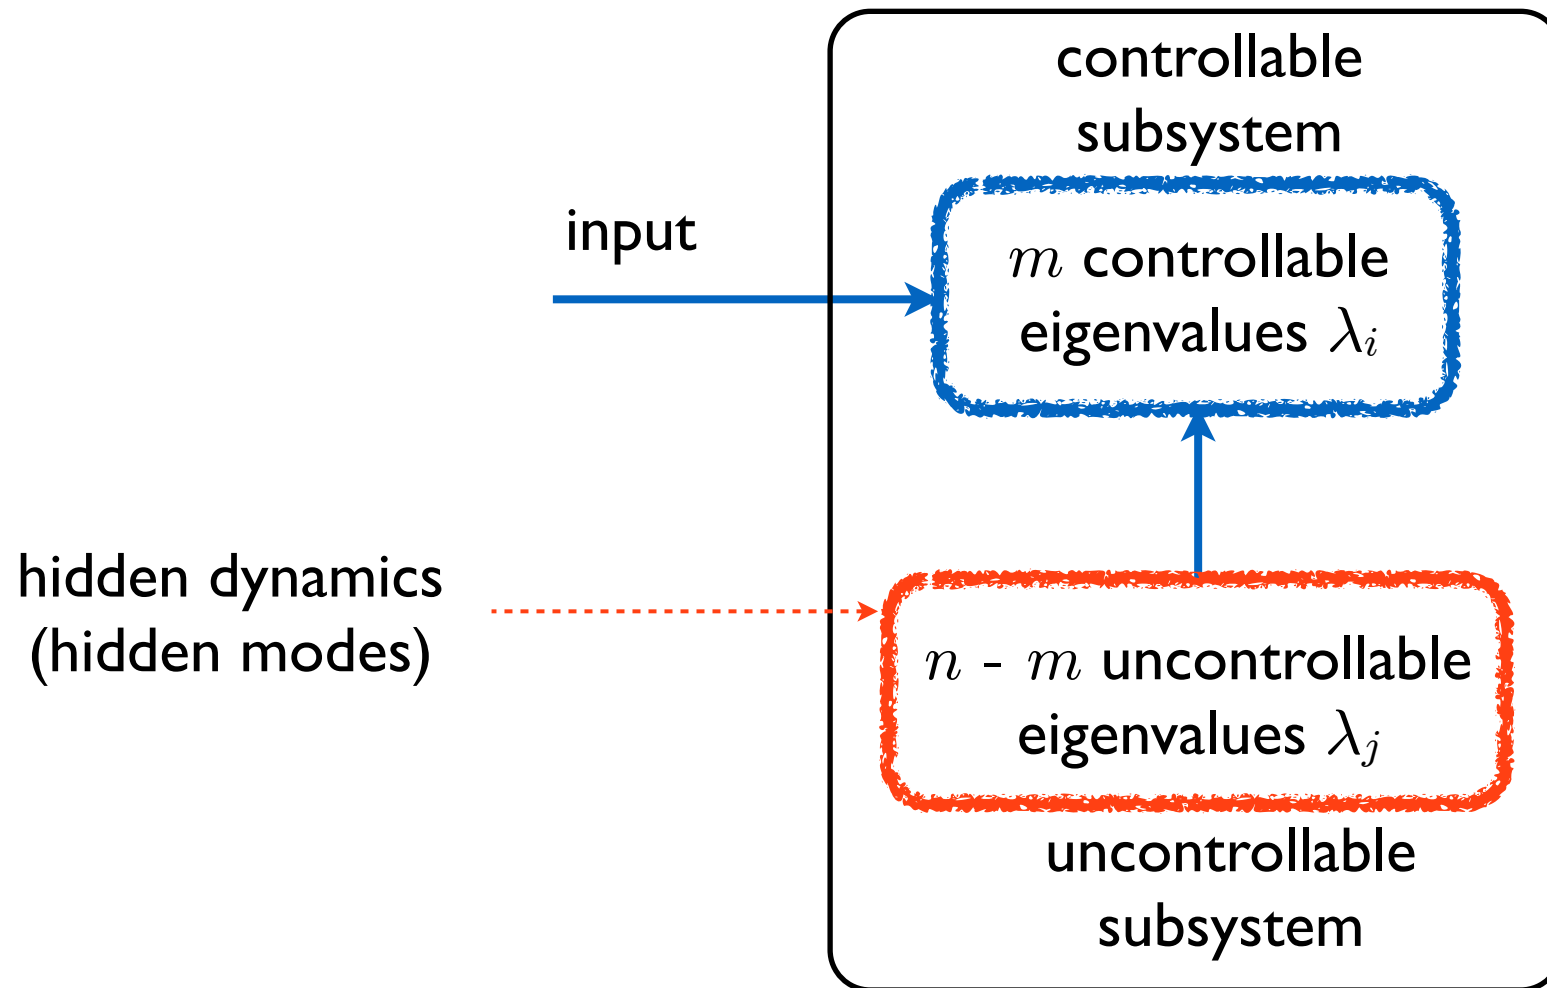 controllable
subsystem
input
m controllable
eigenvalues λᵢ
hidden dynamics
(hidden modes)
n - m uncontrollable
eigenvalues λⱼ
uncontrollable
subsystem